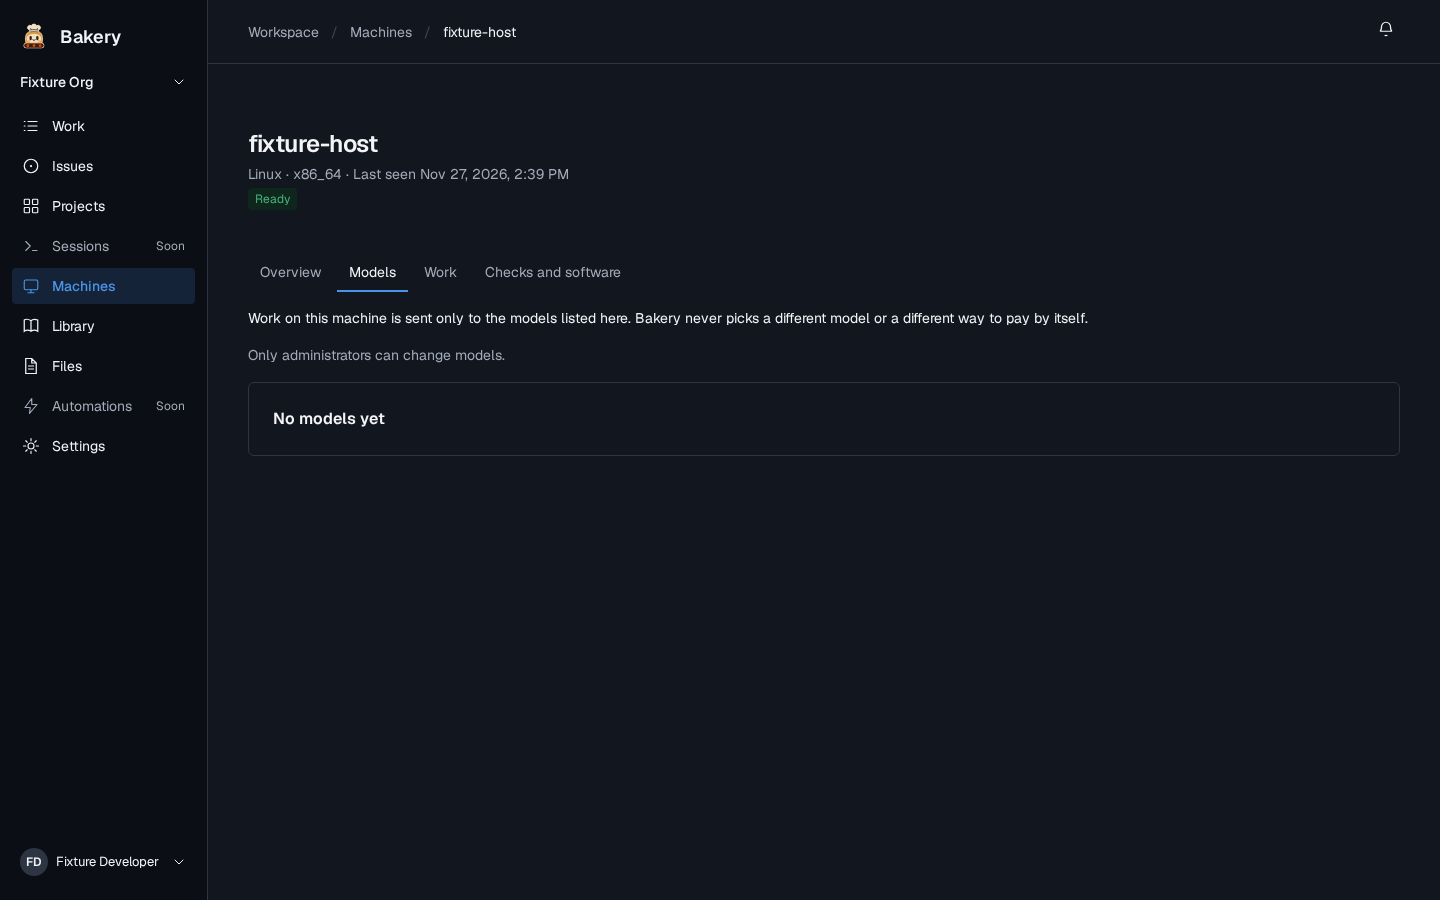 Bakery
Fixture Org
Work
Issues
Projects
Sessions Soon
Machines
Library
Files
Automations Soon
Settings
FD Fixture Developer
Workspace / Machines / fixture-host
fixture-host
Linux · x86_64 · Last seen Nov 27, 2026, 2:39 PM
Ready
Overview Models Work Checks and software
Work on this machine is sent only to the models listed here. Bakery never picks a different model or a different way to pay by itself.
Only administrators can change models.
No models yet